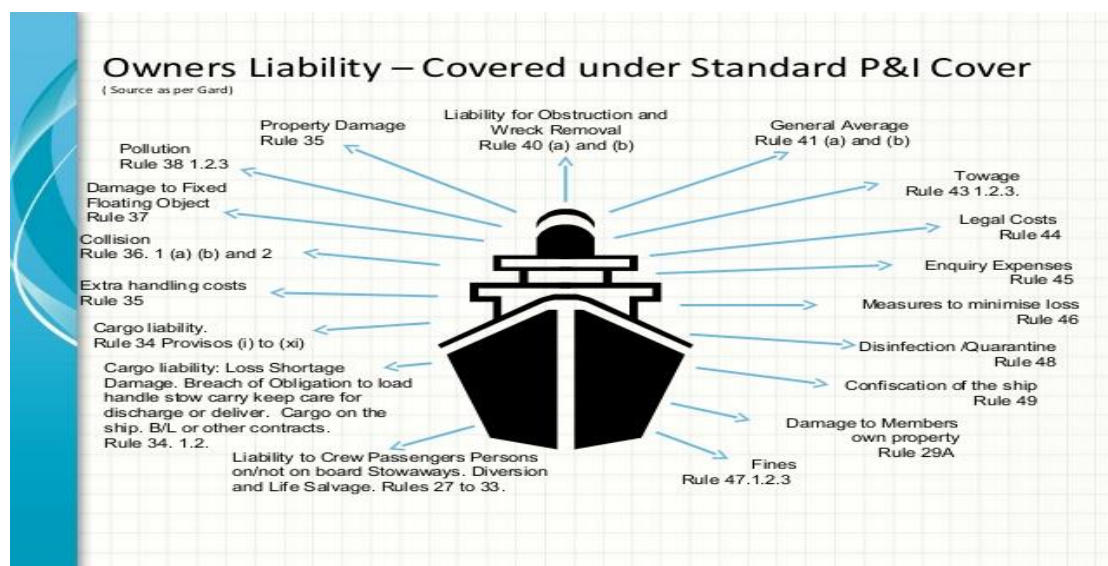 Owners Liability – Covered under Standard P&I Cover
( Source as per Gard)
Liability for Obstruction and
Wreck Removal
Rule 40 (a) and (b)
Property Damage
Rule 35
Pollution
Rule 38 1.2.3
Damage to Fixed
Floating Object
Rule 37
Collision
Rule 36. 1 (a) (b) and 2
Extra handling costs
Rule 35
Cargo liability.
Rule 34 Provisos (i) to (xi)
Cargo liability: Loss Shortage
Damage. Breach of Obligation to load
handle stow carry keep care for
discharge or deliver.  Cargo on the
ship. B/L or other contracts.
Rule 34. 1.2.
Liability to Crew Passengers Persons
on/not on board Stowaways. Diversion
and Life Salvage. Rules 27 to 33.
General Average
Rule 41 (a) and (b)
Towage
Rule 43 1.2.3.
Legal Costs
Rule 44
Enquiry Expenses
Rule 45
Measures to minimise loss
Rule 46
Disinfection /Quarantine
Rule 48
Confiscation of the ship
Rule 49
Damage to Members
own property
Rule 29A
Fines
Rule 47.1.2.3